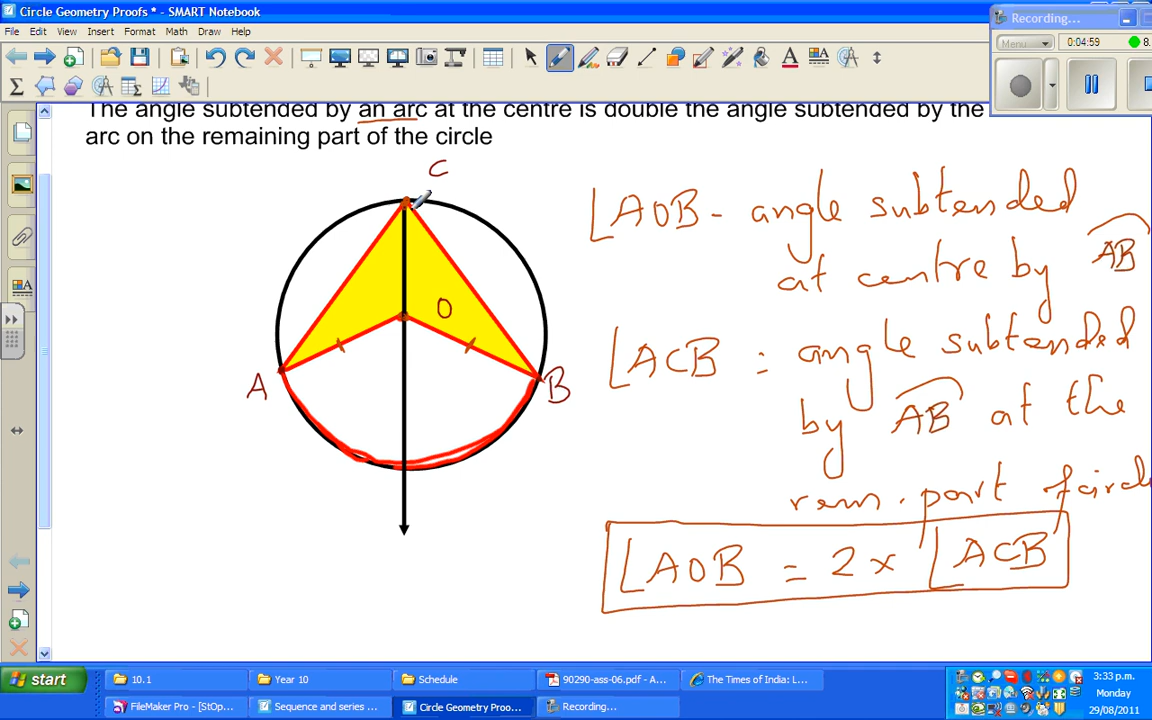 Circle Geometry Proofs * - SMART Notebook
File Edit View Insert Format Math Draw Help
Recording...
Menu
0:04:59
8.
The angle subtended by an arc at the centre is double the angle subtended by the
arc on the remaining part of the circle
C
O
A
B
∠AOB - angle subtended
at centre by AB
∠ACB : angle subtended
by AB at the
rem. part of circl
∠AOB = 2 × ∠ACB
start
10.1
Year 10
Schedule
90290-ass-06.pdf - A...
The Times of India: L...
FileMaker Pro - [StOp...
Sequence and series ...
Circle Geometry Proo...
Recording...
3:33 p.m.
Monday
29/08/2011